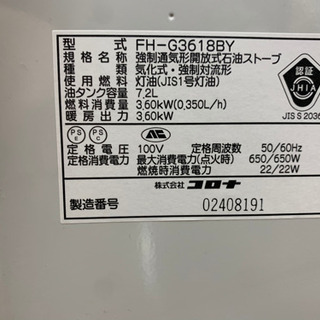 型 式 FH-G3618BY
規格名称 強制通気形開放式石油ストーブ
種 類 気化式・強制対流形
使用燃料 灯油(JIS1号灯油)
油タンク容量 7.2L
燃料消費量 3.60kW(0.350L/h)
暖房出力 3.60kW
認証
JHIA
JIS S 2036
PS E PS C
定格電圧 100V 定格周波数 50/60Hz
定格消費電力 最大消費電力(点火時) 650/650W
燃焼時消費電力 22/22W
株式会社 コロナ
製造番号 02408191